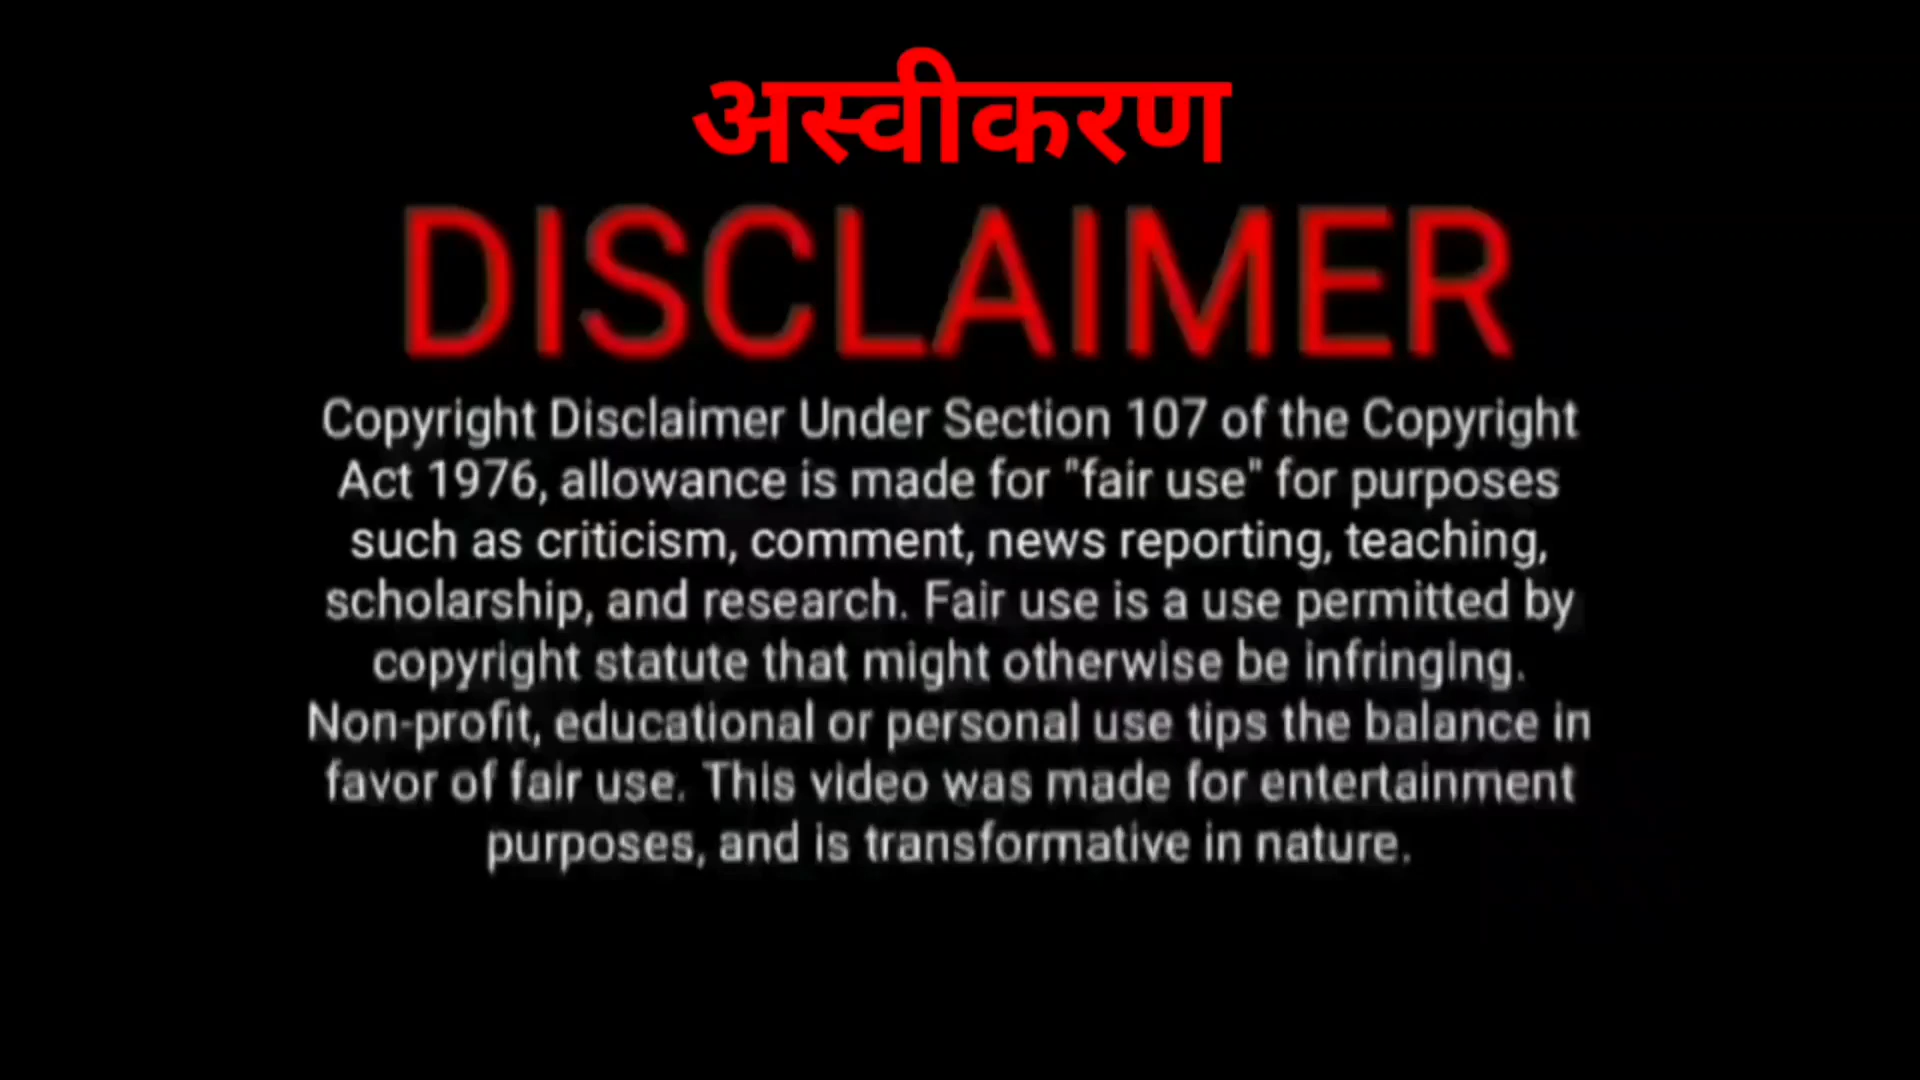 अस्वीकरण
DISCLAIMER
Copyright Disclaimer Under Section 107 of the Copyright
Act 1976, allowance is made for "fair use" for purposes
such as criticism, comment, news reporting, teaching,
scholarship, and research. Fair use is a use permitted by
copyright statute that might otherwise be infringing.
Non-profit, educational or personal use tips the balance in
favor of fair use. This video was made for entertainment
purposes, and is transformative in nature.